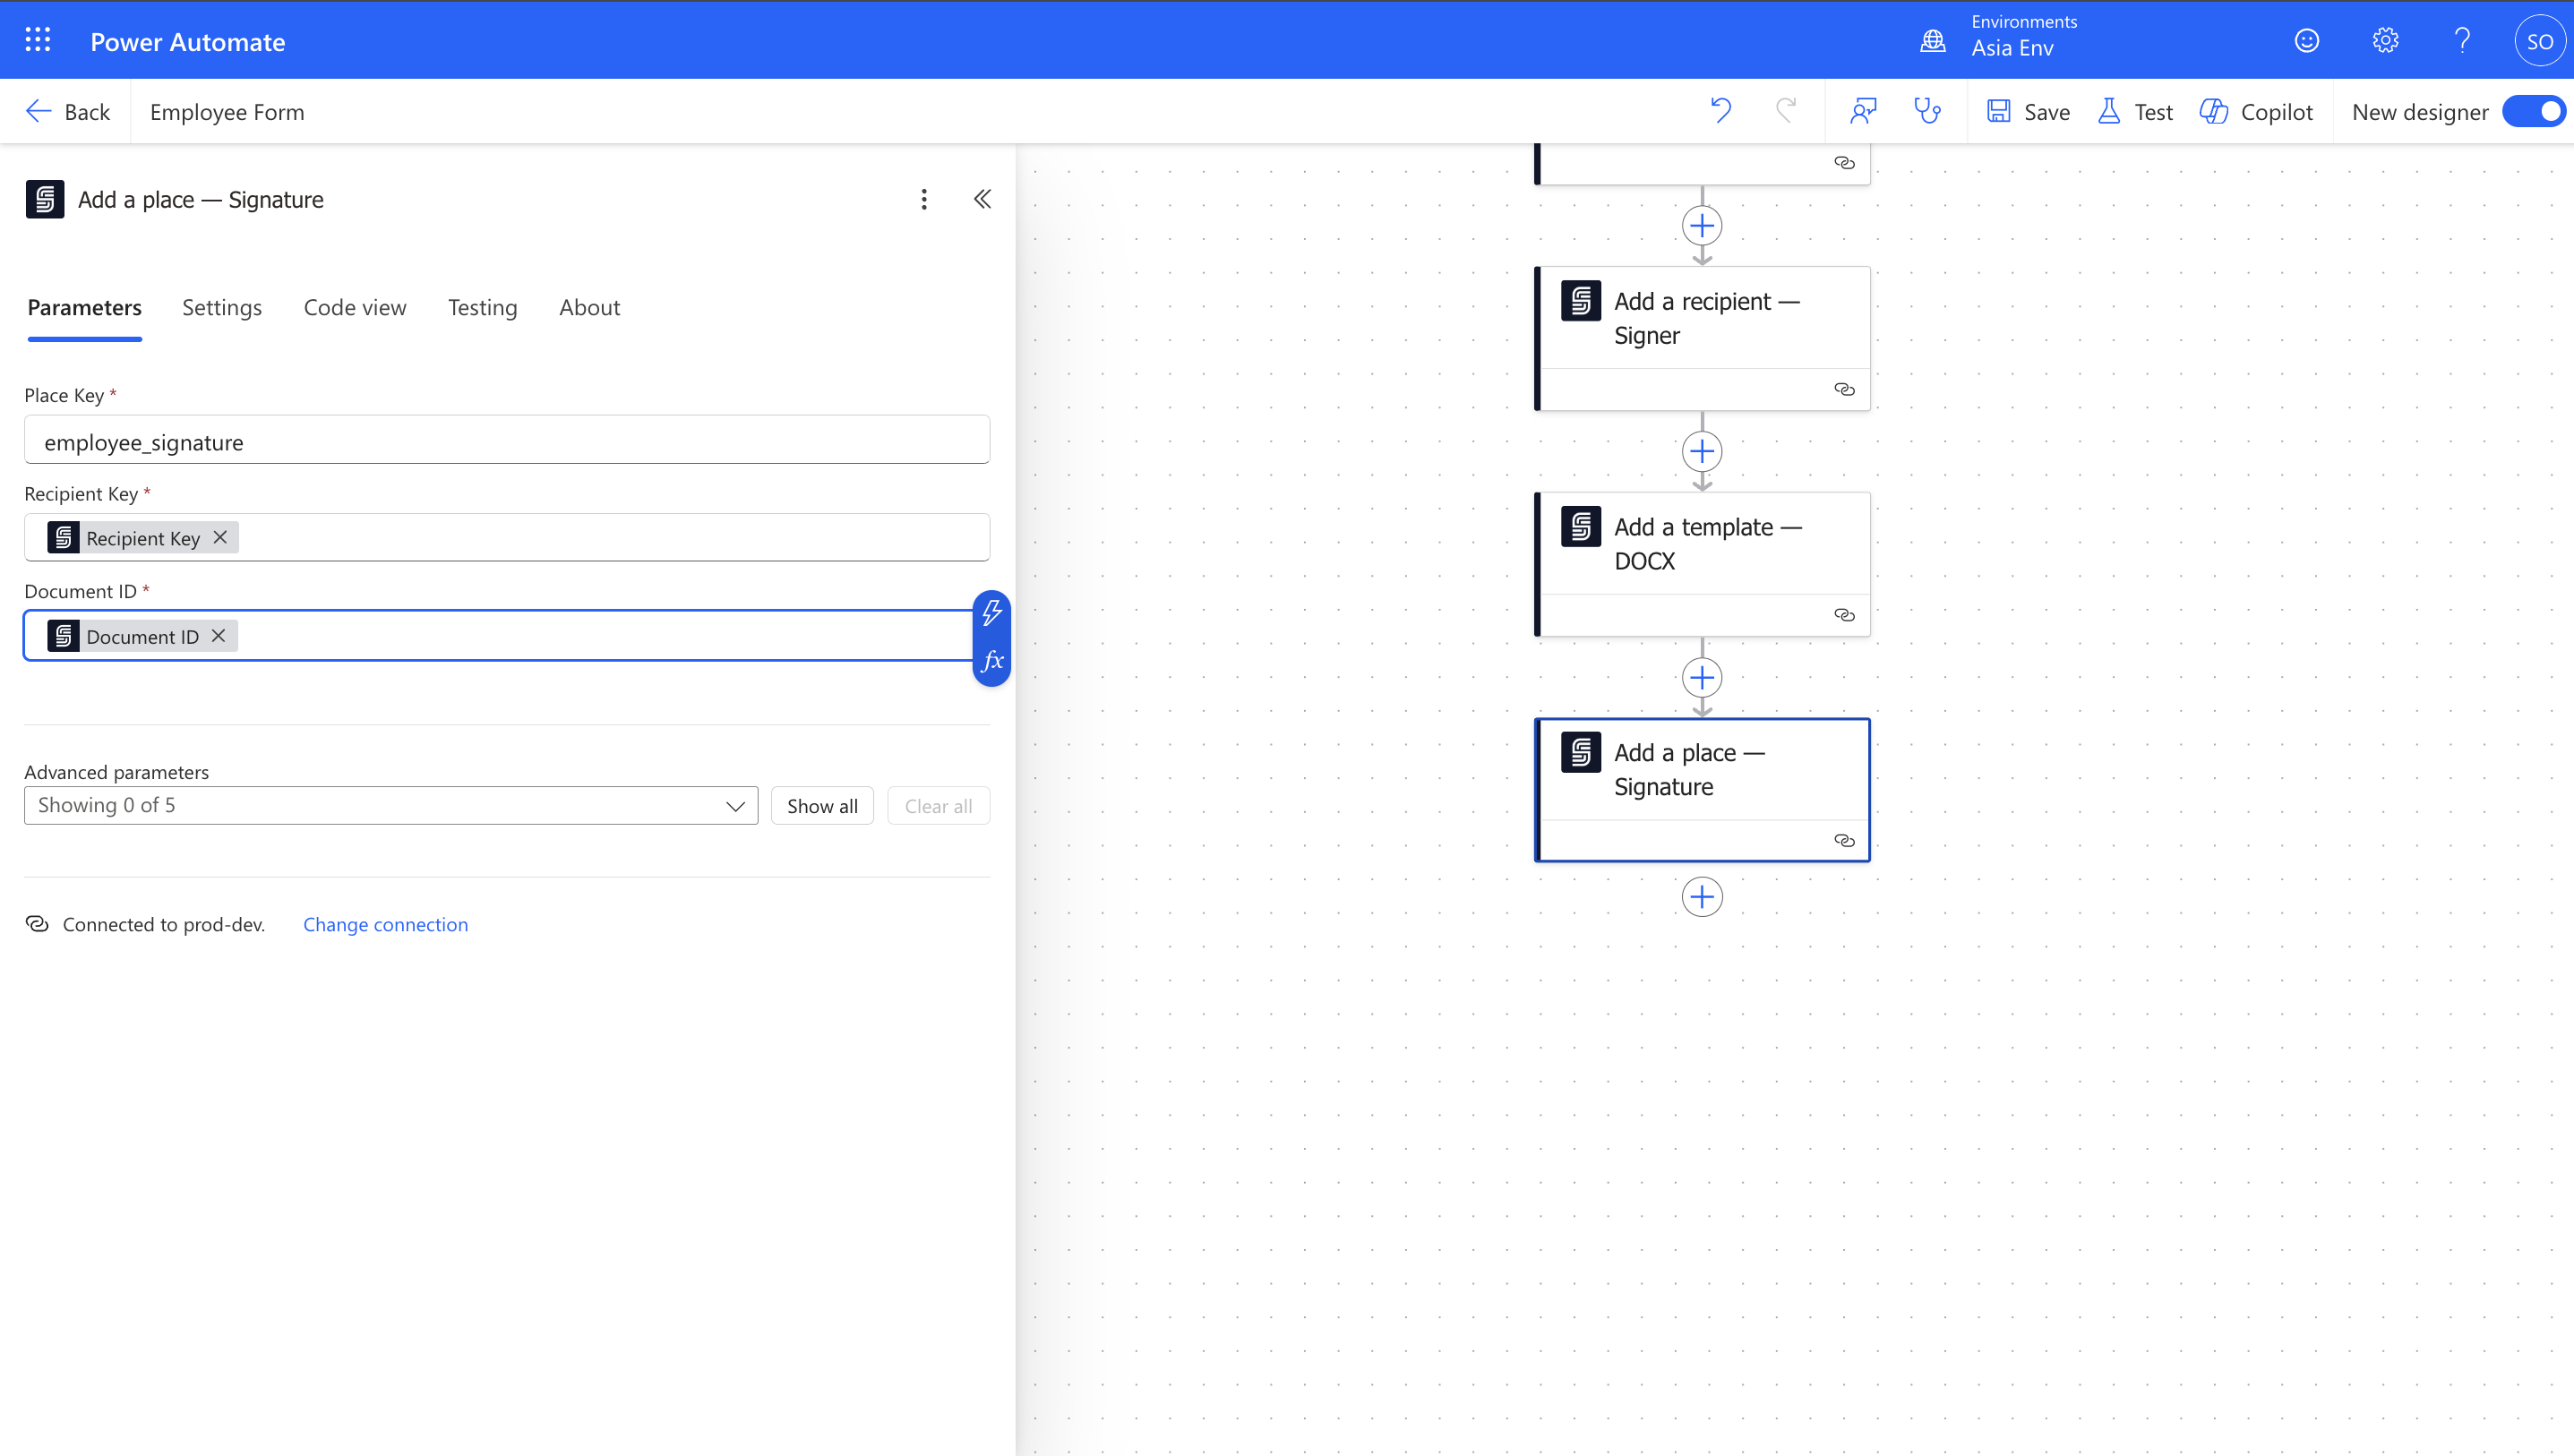 Power Automate
Environments
Asia Env
SO
Back
Employee Form
Save
Test
Copilot
New designer
Add a place — Signature
Parameters
Settings
Code view
Testing
About
Place Key *
employee_signature
Recipient Key *
Recipient Key
Document ID *
Document ID
fx
Advanced parameters
Showing 0 of 5
Show all
Clear all
Connected to prod-dev.
Change connection
Add a recipient —
Signer
Add a template —
DOCX
Add a place —
Signature